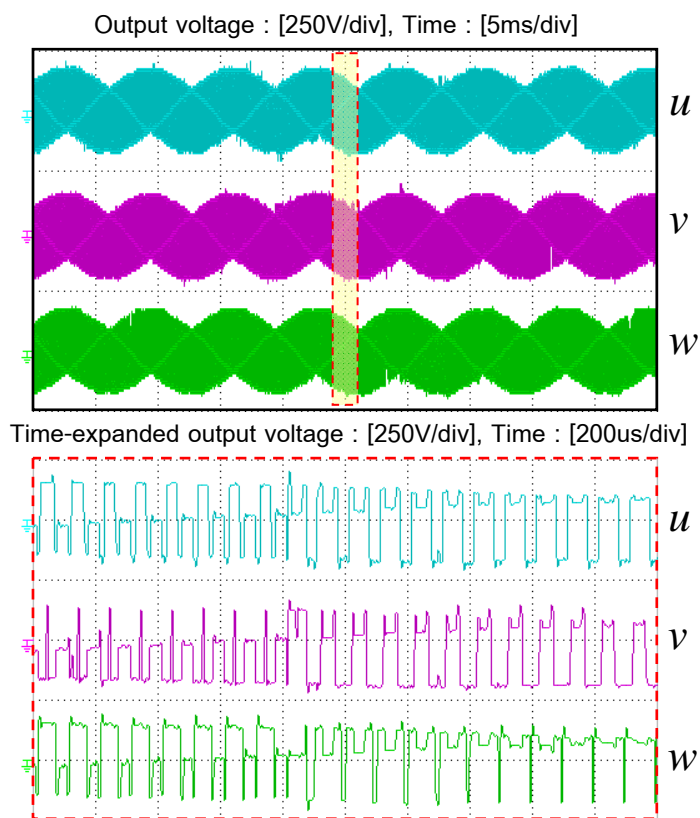 Output voltage : [250V/div], Time : [5ms/div]
u
v
w
Time-expanded output voltage : [250V/div], Time : [200us/div]
u
v
w